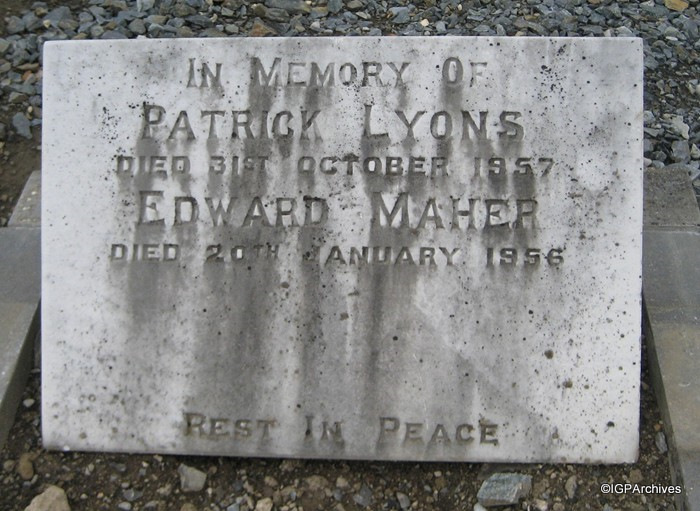 In Memory Of
Patrick Lyons
Died 31st October 1957
Edward Maher
Died 20th January 1956
Rest In Peace
©IGPArchives